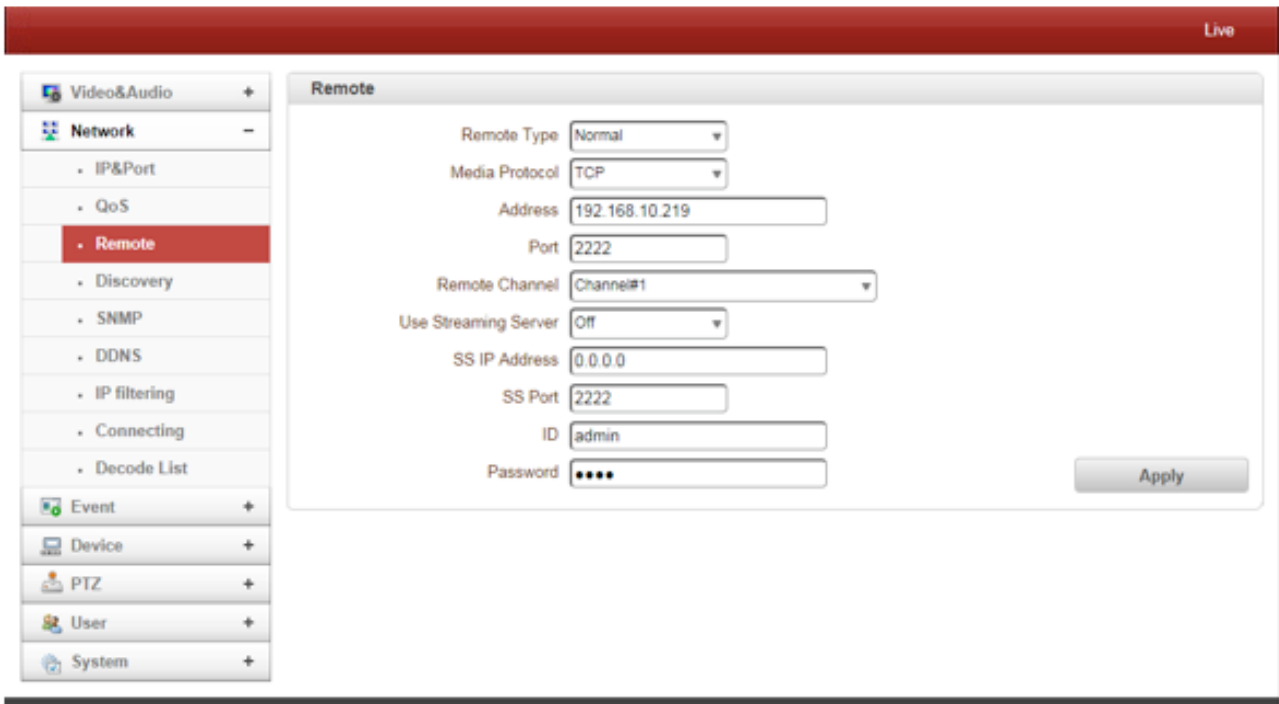 Live
Video&Audio +
Network -
IP&Port
QoS
Remote
Discovery
SNMP
DDNS
IP filtering
Connecting
Decode List
Event +
Device +
PTZ +
User +
System +
Remote
Remote Type Normal
Media Protocol TCP
Address 192.168.10.219
Port 2222
Remote Channel Channel#1
Use Streaming Server Off
SS IP Address 0.0.0.0
SS Port 2222
ID admin
Password ●●●●
Apply